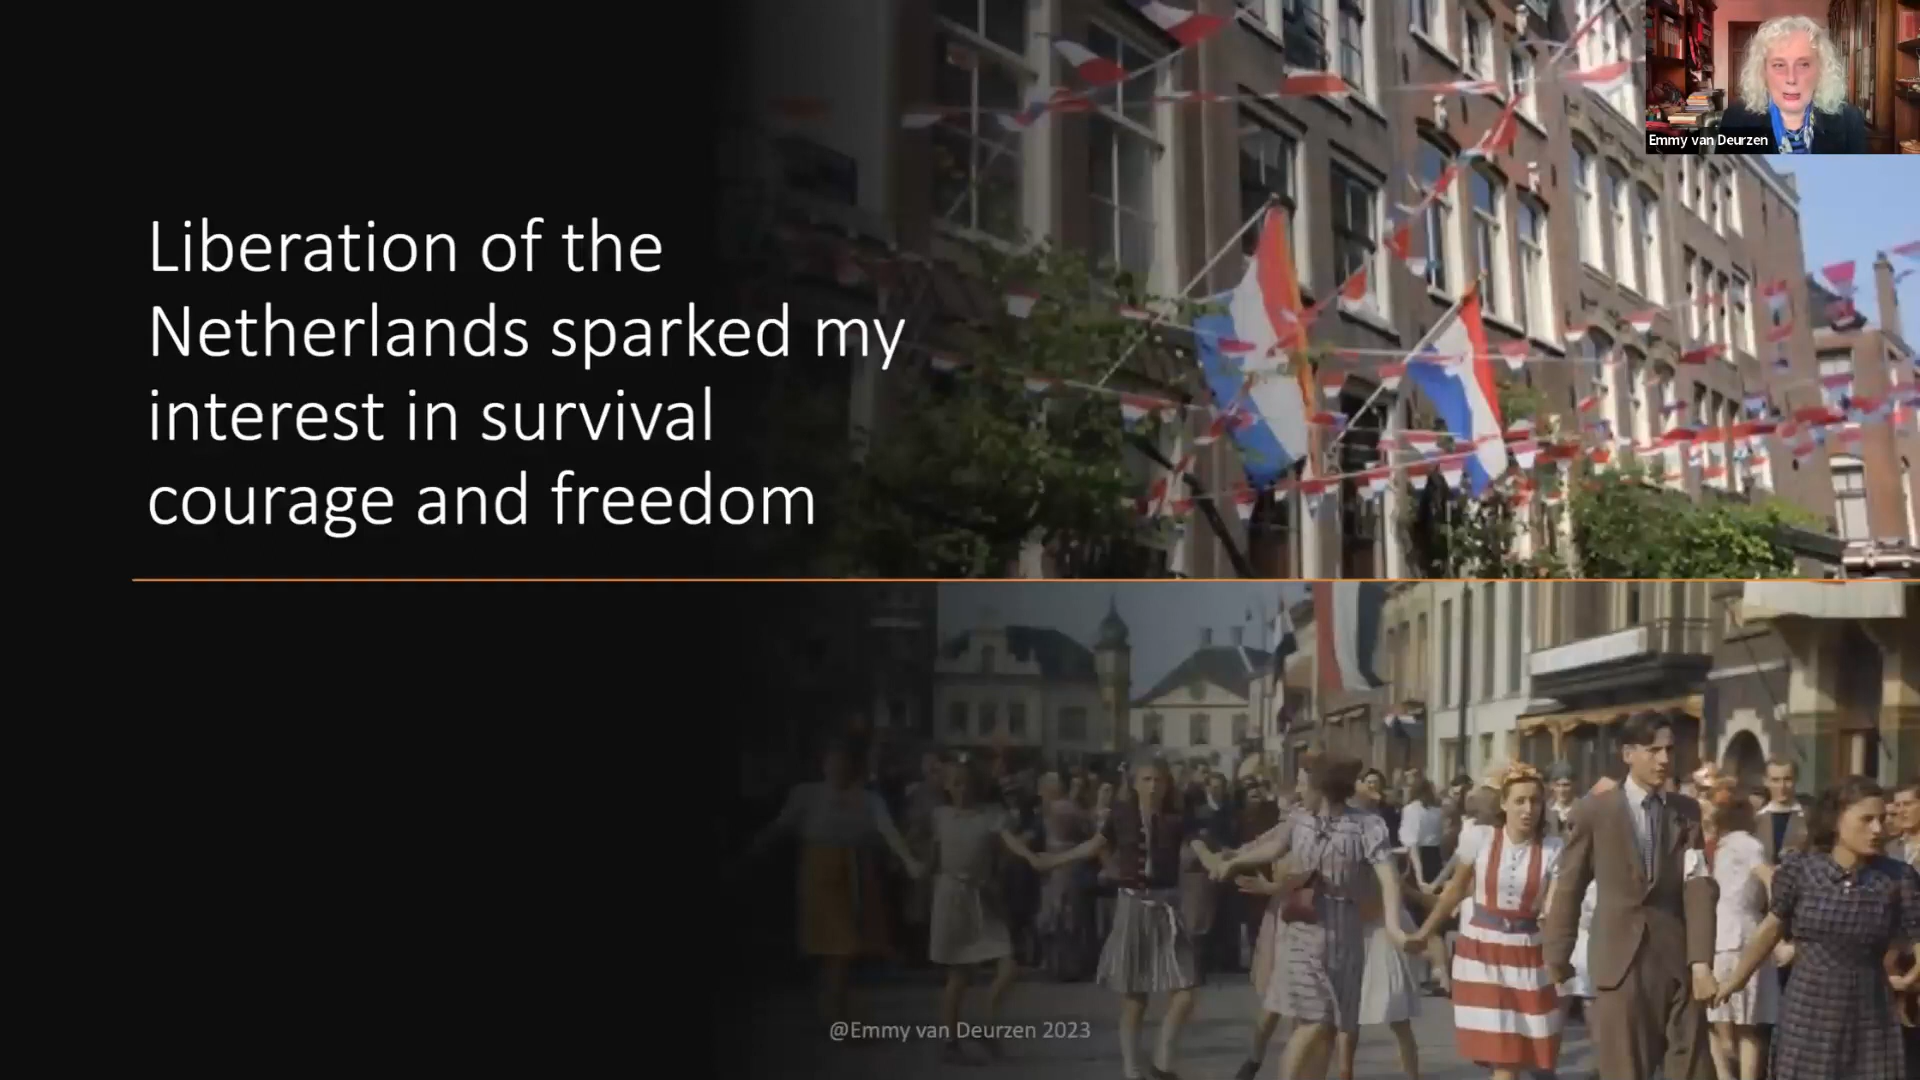 Emmy van Deurzen
Liberation of the
Netherlands sparked my
interest in survival
courage and freedom
@Emmy van Deurzen 2023